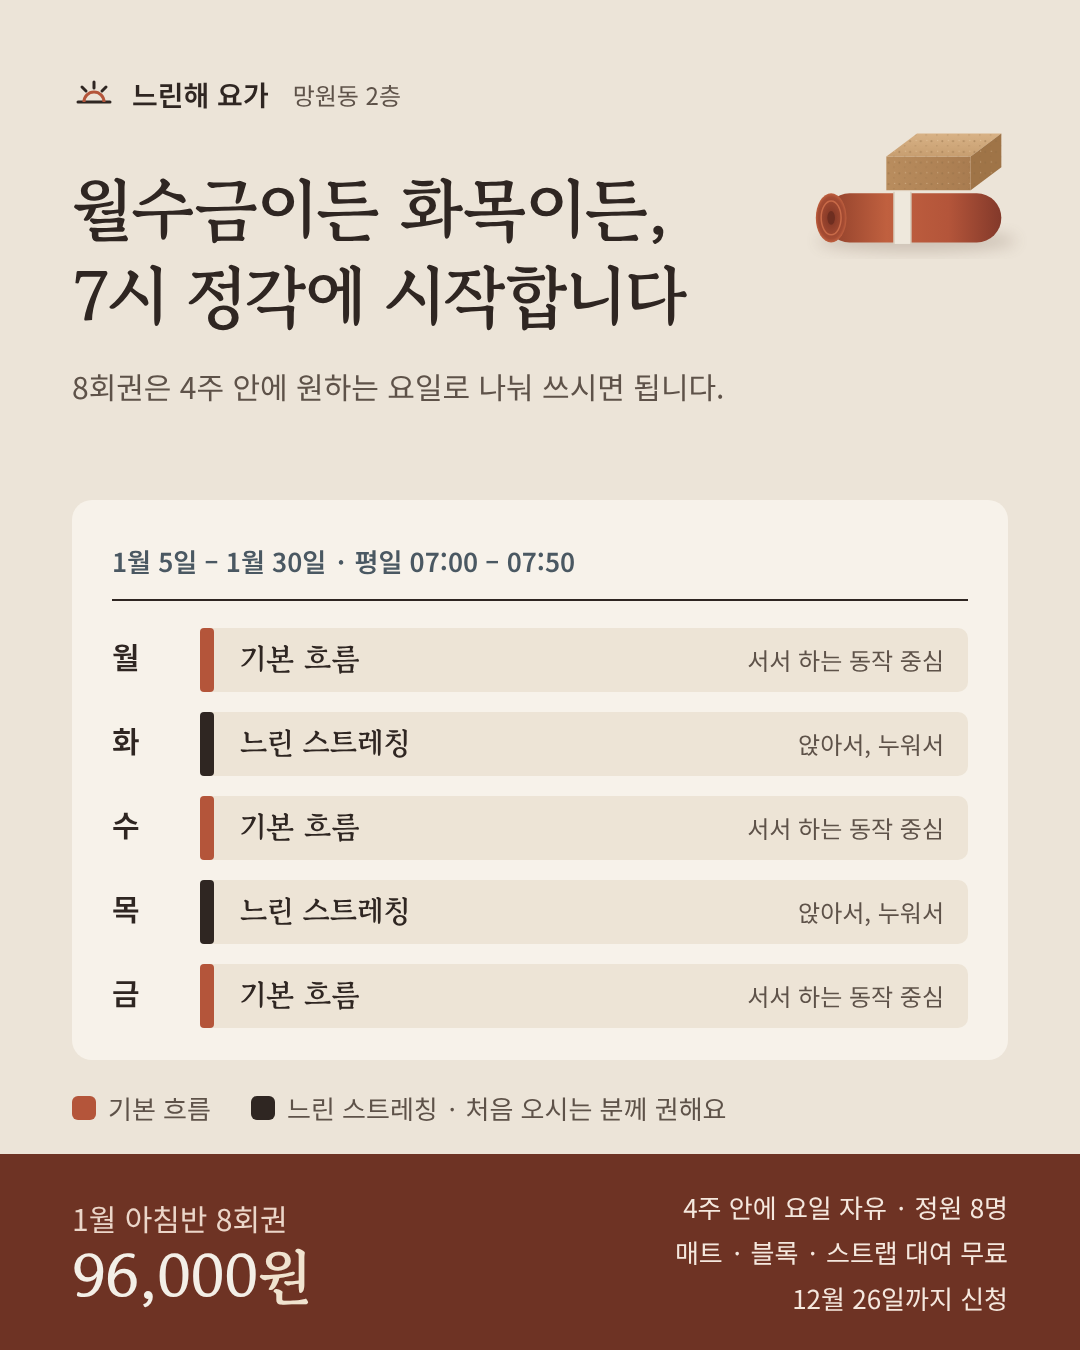 느린해 요가 망원동 2층
월수금이든 화목이든,
7시 정각에 시작합니다
8회권은 4주 안에 원하는 요일로 나눠 쓰시면 됩니다.
1월 5일 – 1월 30일 · 평일 07:00 – 07:50
월 기본 흐름 서서 하는 동작 중심
화 느린 스트레칭 앉아서, 누워서
수 기본 흐름 서서 하는 동작 중심
목 느린 스트레칭 앉아서, 누워서
금 기본 흐름 서서 하는 동작 중심
기본 흐름 느린 스트레칭 · 처음 오시는 분께 권해요
1월 아침반 8회권
96,000원
4주 안에 요일 자유 · 정원 8명
매트 · 블록 · 스트랩 대여 무료
12월 26일까지 신청